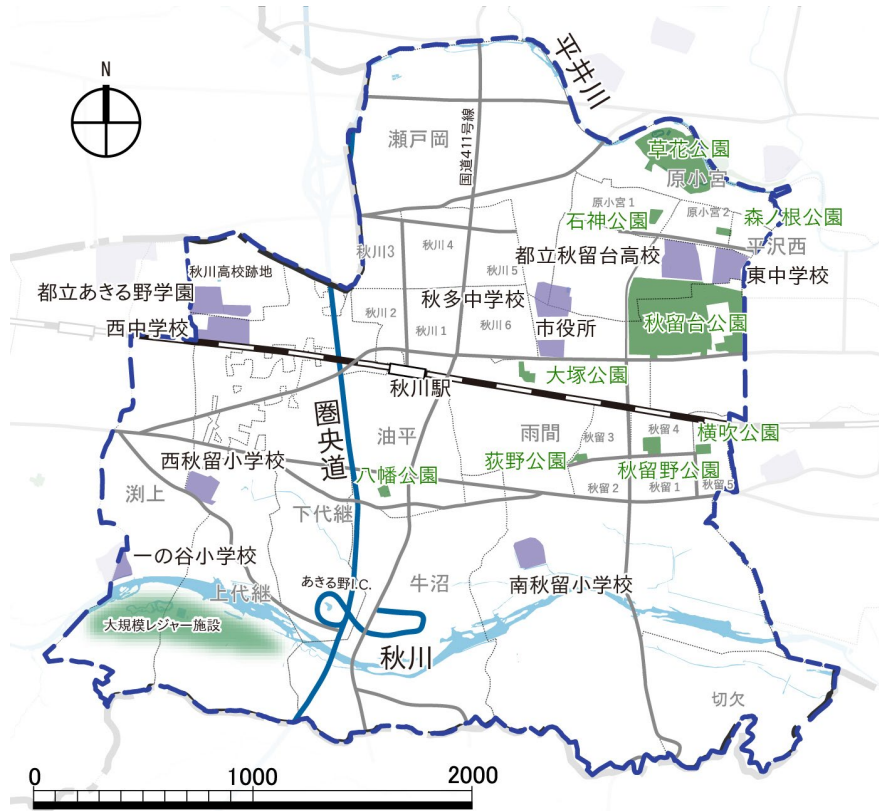 平井川
N
瀬戸岡
国道411号線
草花公園
原小宮
原小宮1
原小宮2
石神公園
森ノ根公園
平沢西
秋川3
秋川4
秋川5
都立秋留台高校
東中学校
秋川高校跡地
都立あきる野学園
西中学校
秋川2
秋川1
秋川6
秋多中学校
市役所
秋留台公園
大塚公園
秋川駅
圏央道
油平
雨間
秋留3
秋留4
横吹公園
西秋留小学校
八幡公園
荻野公園
秋留野公園
渕上
秋留2
秋留1
秋留5
下代継
一の谷小学校
上代継
あきる野I.C.
牛沼
南秋留小学校
大規模レジャー施設
秋川
切欠
0
1000
2000